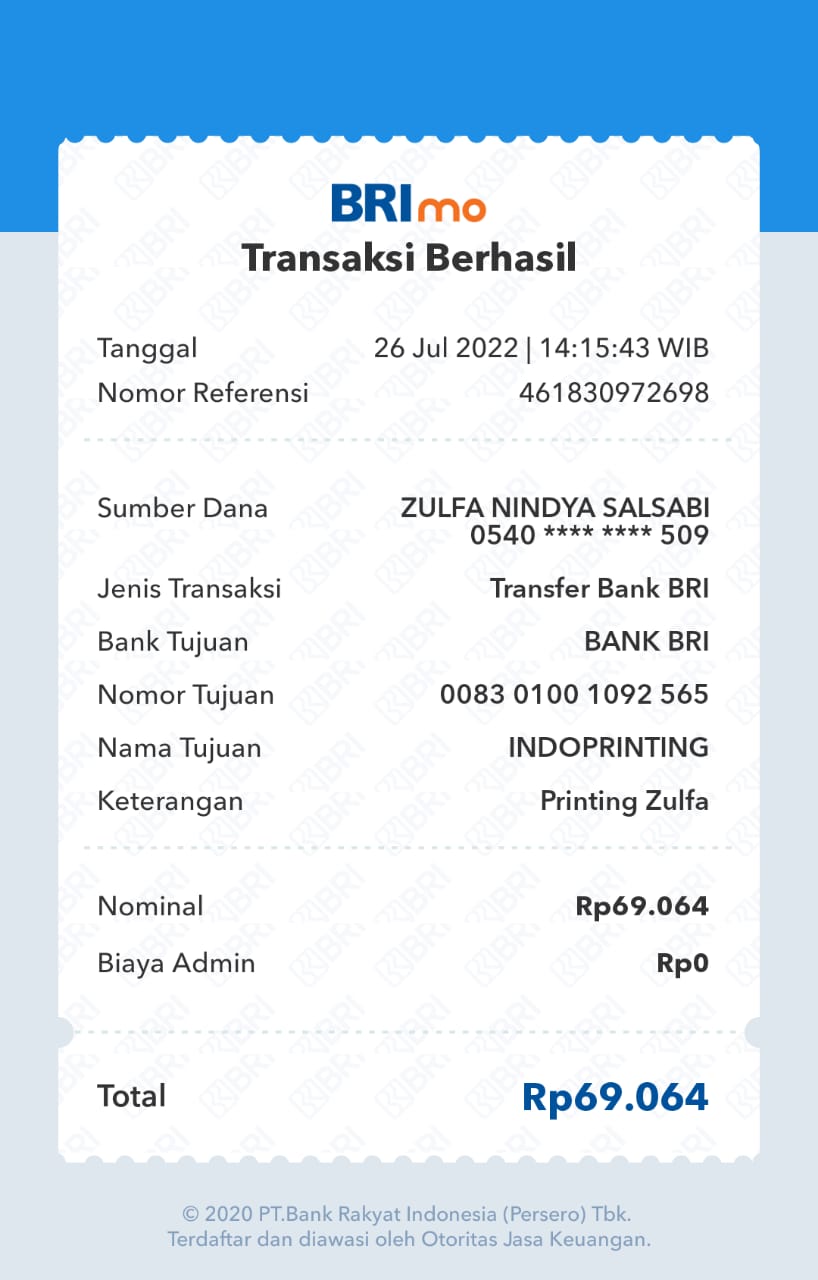 BRImo
Transaksi Berhasil
Tanggal 26 Jul 2022 | 14:15:43 WIB
Nomor Referensi 461830972698
Sumber Dana ZULFA NINDYA SALSABI
0540 **** **** 509
Jenis Transaksi Transfer Bank BRI
Bank Tujuan BANK BRI
Nomor Tujuan 0083 0100 1092 565
Nama Tujuan INDOPRINTING
Keterangan Printing Zulfa
Nominal Rp69.064
Biaya Admin Rp0
Total Rp69.064
© 2020 PT.Bank Rakyat Indonesia (Persero) Tbk.
Terdaftar dan diawasi oleh Otoritas Jasa Keuangan.